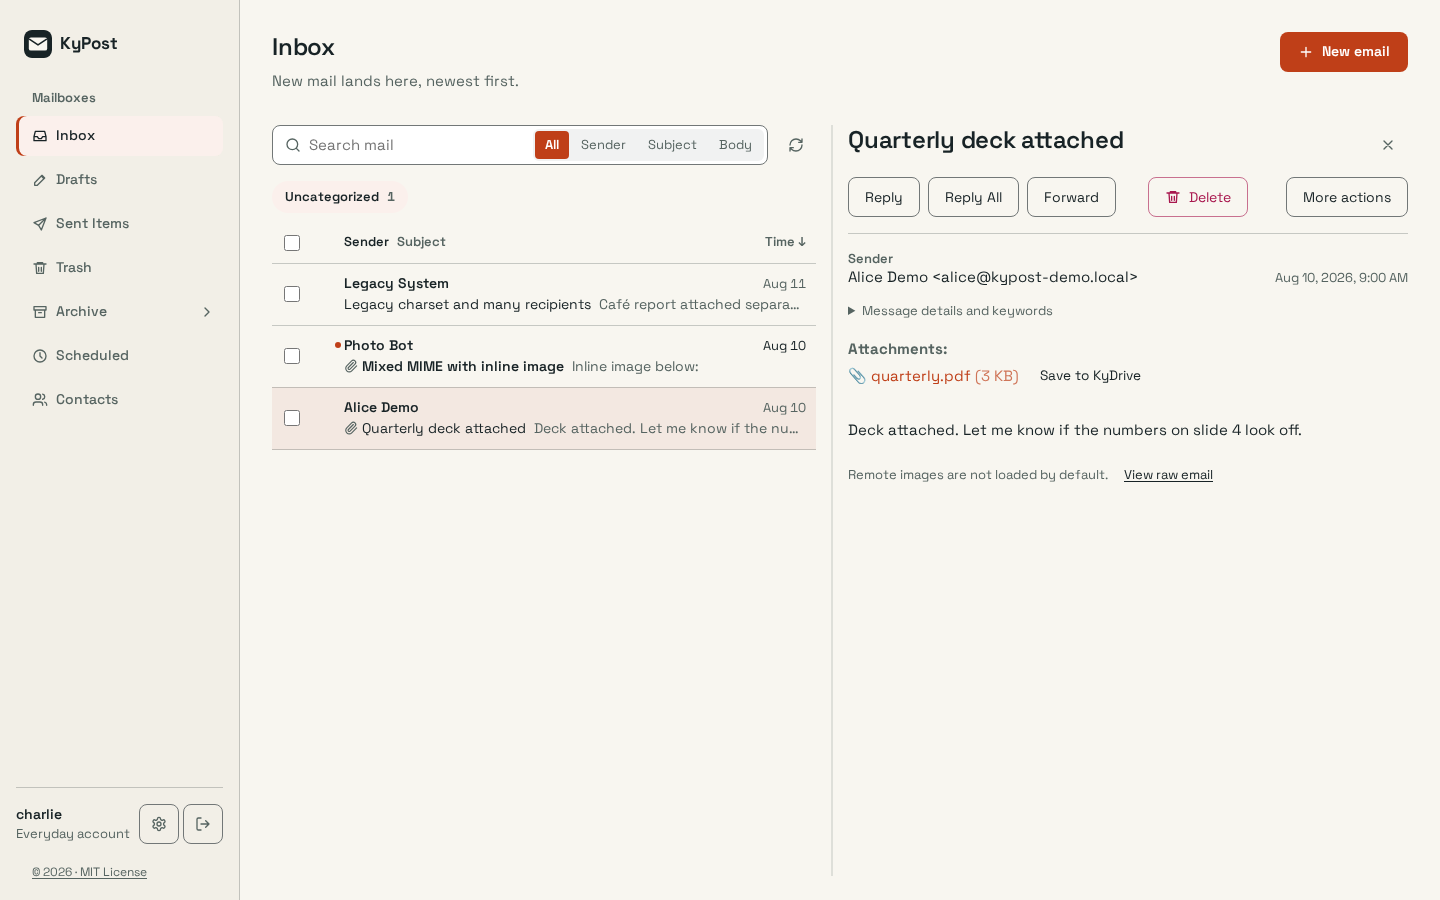 KyPost
Mailboxes
Inbox
Drafts
Sent Items
Trash
Archive
Scheduled
Contacts
charlie
Everyday account
© 2026 · MIT License
Inbox
New mail lands here, newest first.
New email
Search mail
All Sender Subject Body
Uncategorized 1
Sender Subject Time ↓
Legacy System Aug 11
Legacy charset and many recipients Café report attached separa...
Photo Bot Aug 10
Mixed MIME with inline image Inline image below:
Alice Demo Aug 10
Quarterly deck attached Deck attached. Let me know if the nu...
Quarterly deck attached
Reply Reply All Forward Delete More actions
Sender
Alice Demo <alice@kypost-demo.local> Aug 10, 2026, 9:00 AM
Message details and keywords
Attachments:
quarterly.pdf (3 KB) Save to KyDrive
Deck attached. Let me know if the numbers on slide 4 look off.
Remote images are not loaded by default. View raw email